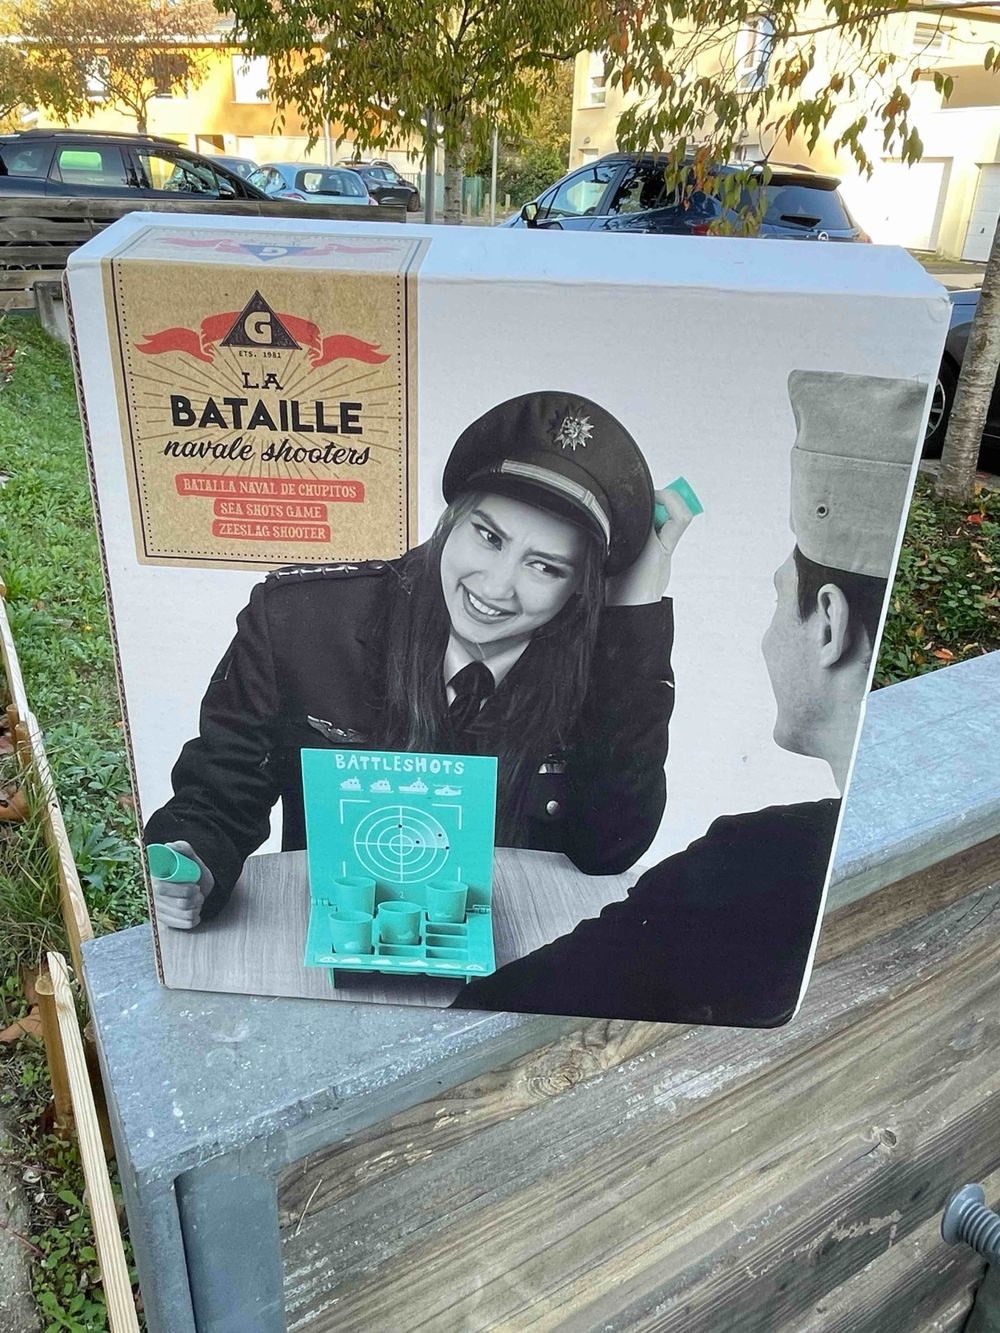 G
G
ETS. 1981
LA
BATAILLE
navale shooters
BATALLA NAVAL DE CHUPITOS
SEA SHOTS GAME
ZEESLAG SHOOTER
BATTLESHOTS